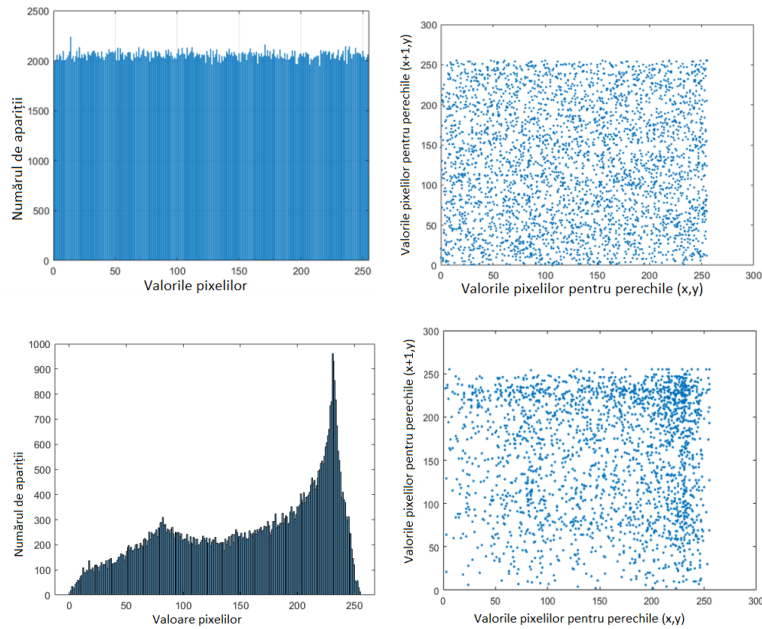 2500
2000
1500
1000
500
0
0 50 100 150 200 250
Numărul de apariții
Valorile pixelilor
300
250
200
150
100
50
0
0 50 100 150 200 250 300
Valorile pixelilor pentru perechile (x+1,y)
Valorile pixelilor pentru perechile (x,y)
1000
900
800
700
600
500
400
300
200
100
0
0 50 100 150 200 250
Numărul de apariții
Valoare pixelilor
300
250
200
150
100
50
0
0 50 100 150 200 250 300
Valorile pixelilor pentru perechile (x+1,y)
Valorile pixelilor pentru perechile (x,y)